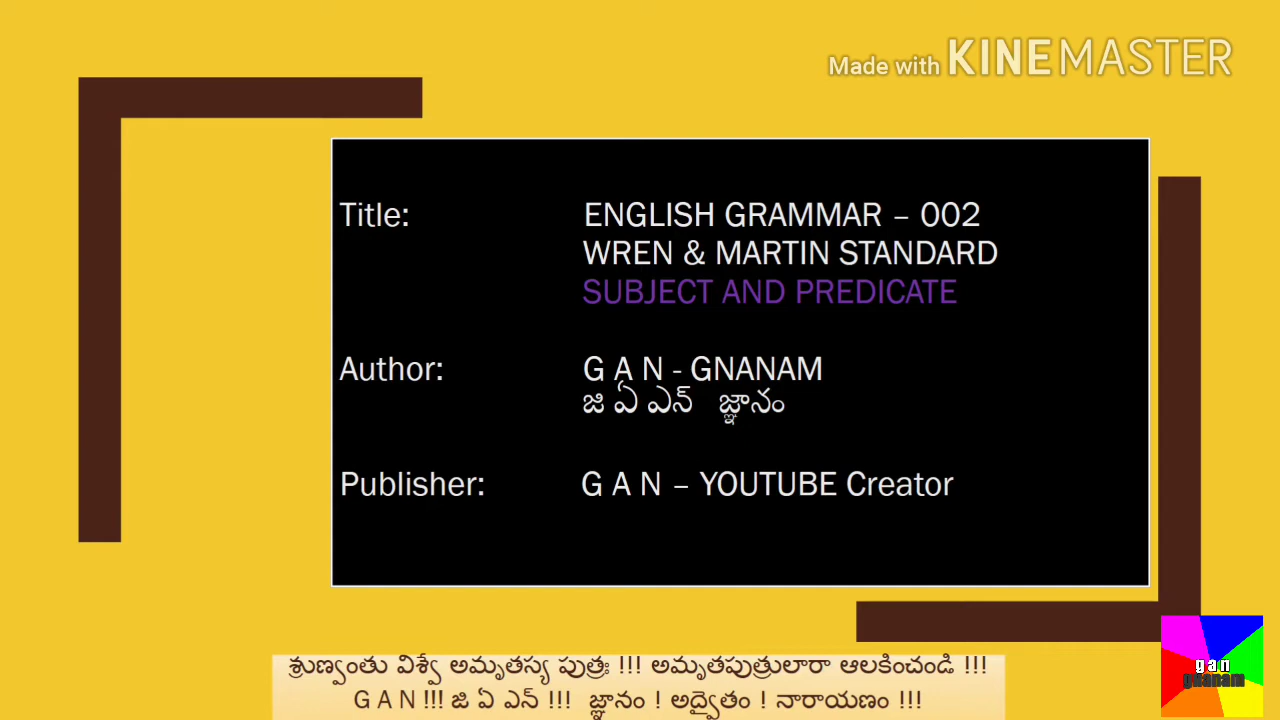 Made with KINEMASTER
Title: ENGLISH GRAMMAR – 002
WREN & MARTIN STANDARD
SUBJECT AND PREDICATE
Author: G A N - GNANAM
జి ఏ ఎన్ జ్ఞానం
Publisher: G A N – YOUTUBE Creator
శ్రుణ్వంతు విశ్వే అమృతస్య పుత్రః !!! అమృతపుత్రులారా ఆలకించండి !!!
G A N !!! జి ఏ ఎన్ !!! జ్ఞానం ! అద్వైతం ! నారాయణం !!!
gan
gnanam